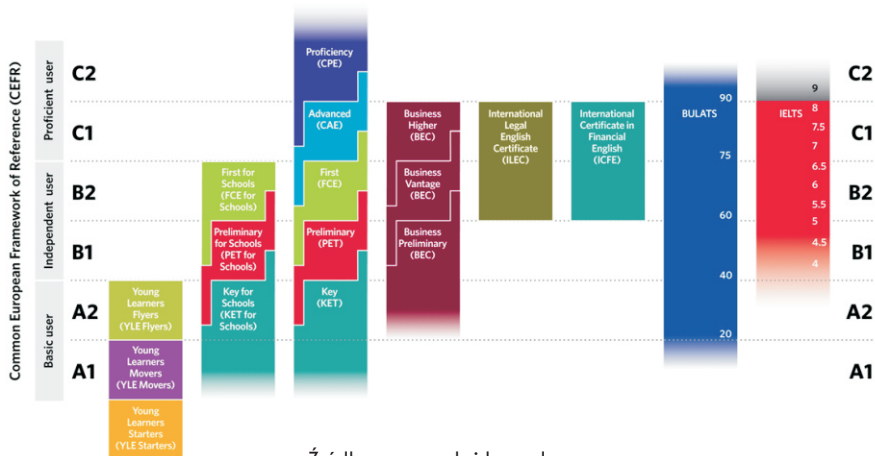 Common European Framework of Reference (CEFR)
Proficient user
Independent user
Basic user
C2
C1
B2
B1
A2
A1
Young
Learners
Flyers
(YLE Flyers)
Young
Learners
Movers
(YLE Movers)
Young
Learners
Starters
(YLE Starters)
First for
Schools
(FCE for
Schools)
Preliminary
for Schools
(PET for
Schools)
Key for
Schools
(KET for
Schools)
Proficiency
(CPE)
Advanced
(CAE)
First
(FCE)
Preliminary
(PET)
Key
(KET)
Business
Higher
(BEC)
Business
Vantage
(BEC)
Business
Preliminary
(BEC)
International
Legal
English
Certificate
(ILEC)
International
Certificate in
Financial
English
(ICFE)
BULATS
90
75
60
40
20
IELTS
9
8
7.5
7
6.5
6
5.5
5
4.5
4
C2
C1
B2
B1
A2
A1